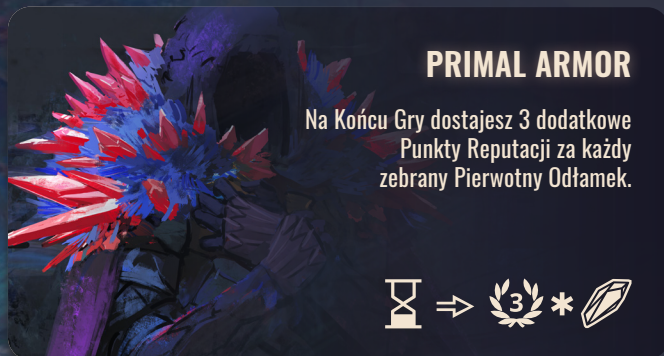 PRIMAL ARMOR
Na Końcu Gry dostajesz 3 dodatkowe
Punkty Reputacji za każdy
zebrany Pierwotny Odłamek.
3 *